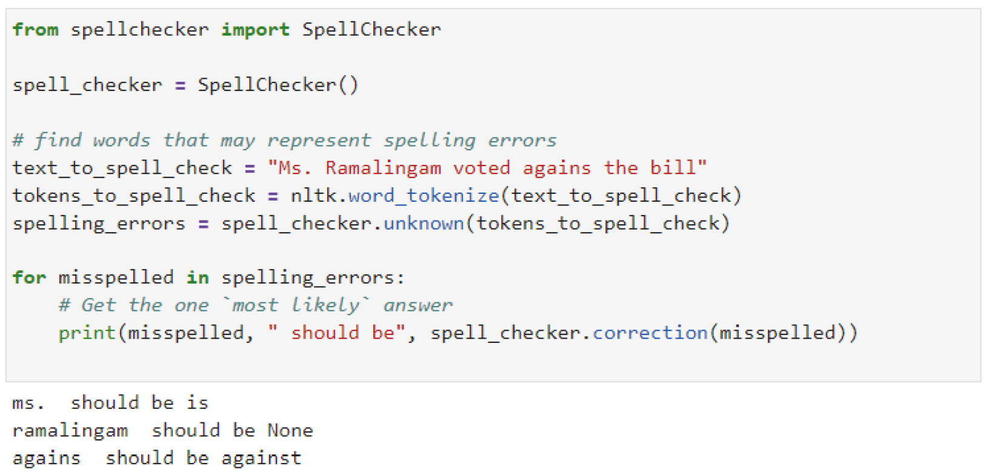 from spellchecker import SpellChecker
spell_checker = SpellChecker()
# find words that may represent spelling errors
text_to_spell_check = "Ms. Ramalingam voted agains the bill"
tokens_to_spell_check = nltk.word_tokenize(text_to_spell_check)
spelling_errors = spell_checker.unknown(tokens_to_spell_check)
for misspelled in spelling_errors:
    # Get the one `most likely` answer
    print(misspelled, " should be", spell_checker.correction(misspelled))
ms.  should be is
ramalingam  should be None
agains  should be against